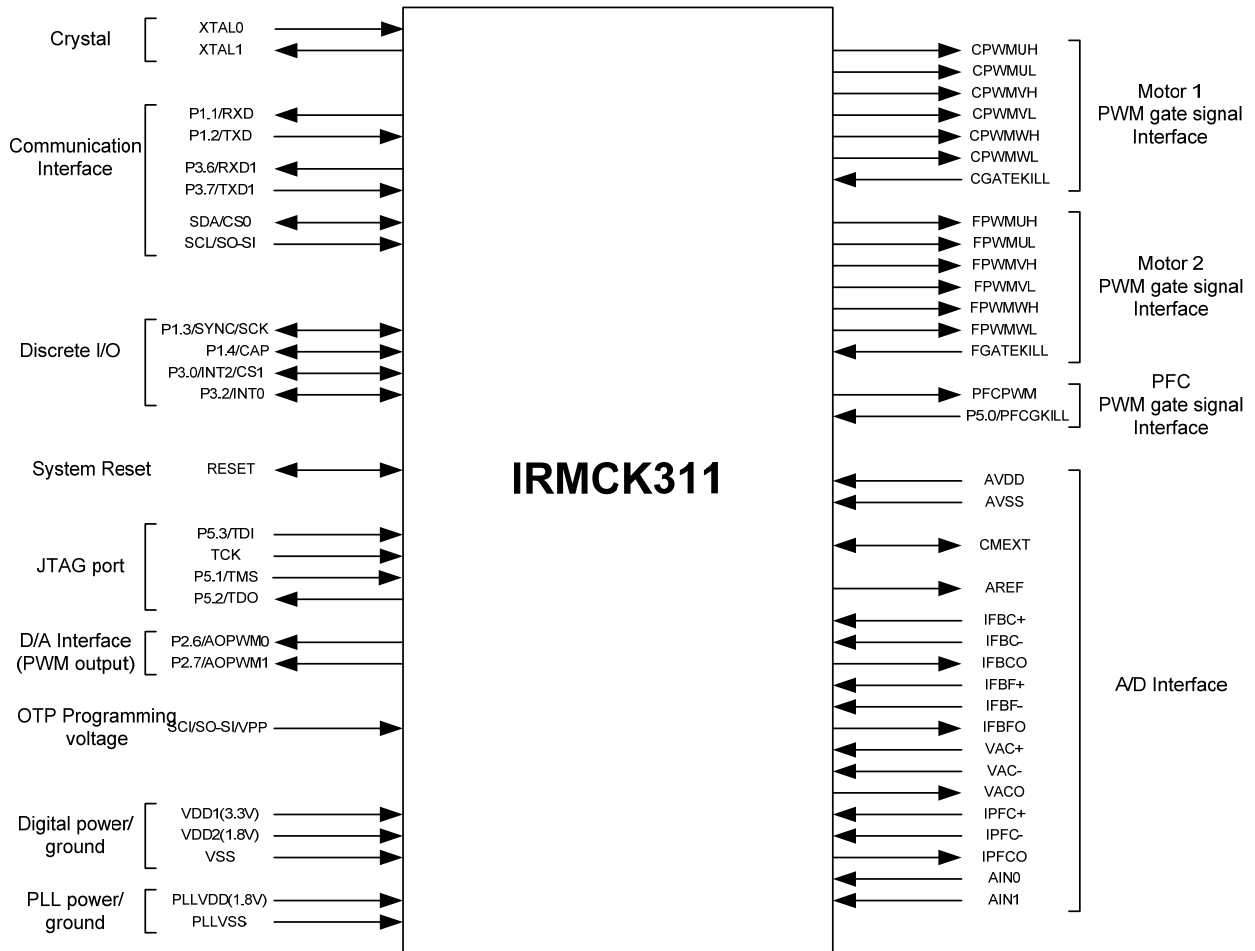 Crystal
XTAL0
XTAL1
Communication
Interface
P1.1/RXD
P1.2/TXD
P3.6/RXD1
P3.7/TXD1
SDA/CS0
SCL/SO-SI
Discrete I/O
P1.3/SYNC/SCK
P1.4/CAP
P3.0/INT2/CS1
P3.2/INT0
System Reset
RESET
JTAG port
P5.3/TDI
TCK
P5.1/TMS
P5.2/TDO
D/A Interface
(PWM output)
P2.6/AOPWM0
P2.7/AOPWM1
OTP Programming
voltage
SCI/SO-SI/VPP
Digital power/
ground
VDD1(3.3V)
VDD2(1.8V)
VSS
PLL power/
ground
PLLVDD(1.8V)
PLLVSS
IRMCK311
CPWMUH
CPWMUL
CPWMVH
CPWMVL
CPWMWH
CPWMWL
CGATEKILL
Motor 1
PWM gate signal
Interface
FPWMUH
FPWMUL
FPWMVH
FPWMVL
FPWMWH
FPWMWL
FGATEKILL
Motor 2
PWM gate signal
Interface
PFCPWM
P5.0/PFCGKILL
PFC
PWM gate signal
Interface
AVDD
AVSS
CMEXT
AREF
IFBC+
IFBC-
IFBCO
IFBF+
IFBF-
IFBFO
VAC+
VAC-
VACO
IPFC+
IPFC-
IPFCO
AIN0
AIN1
A/D Interface